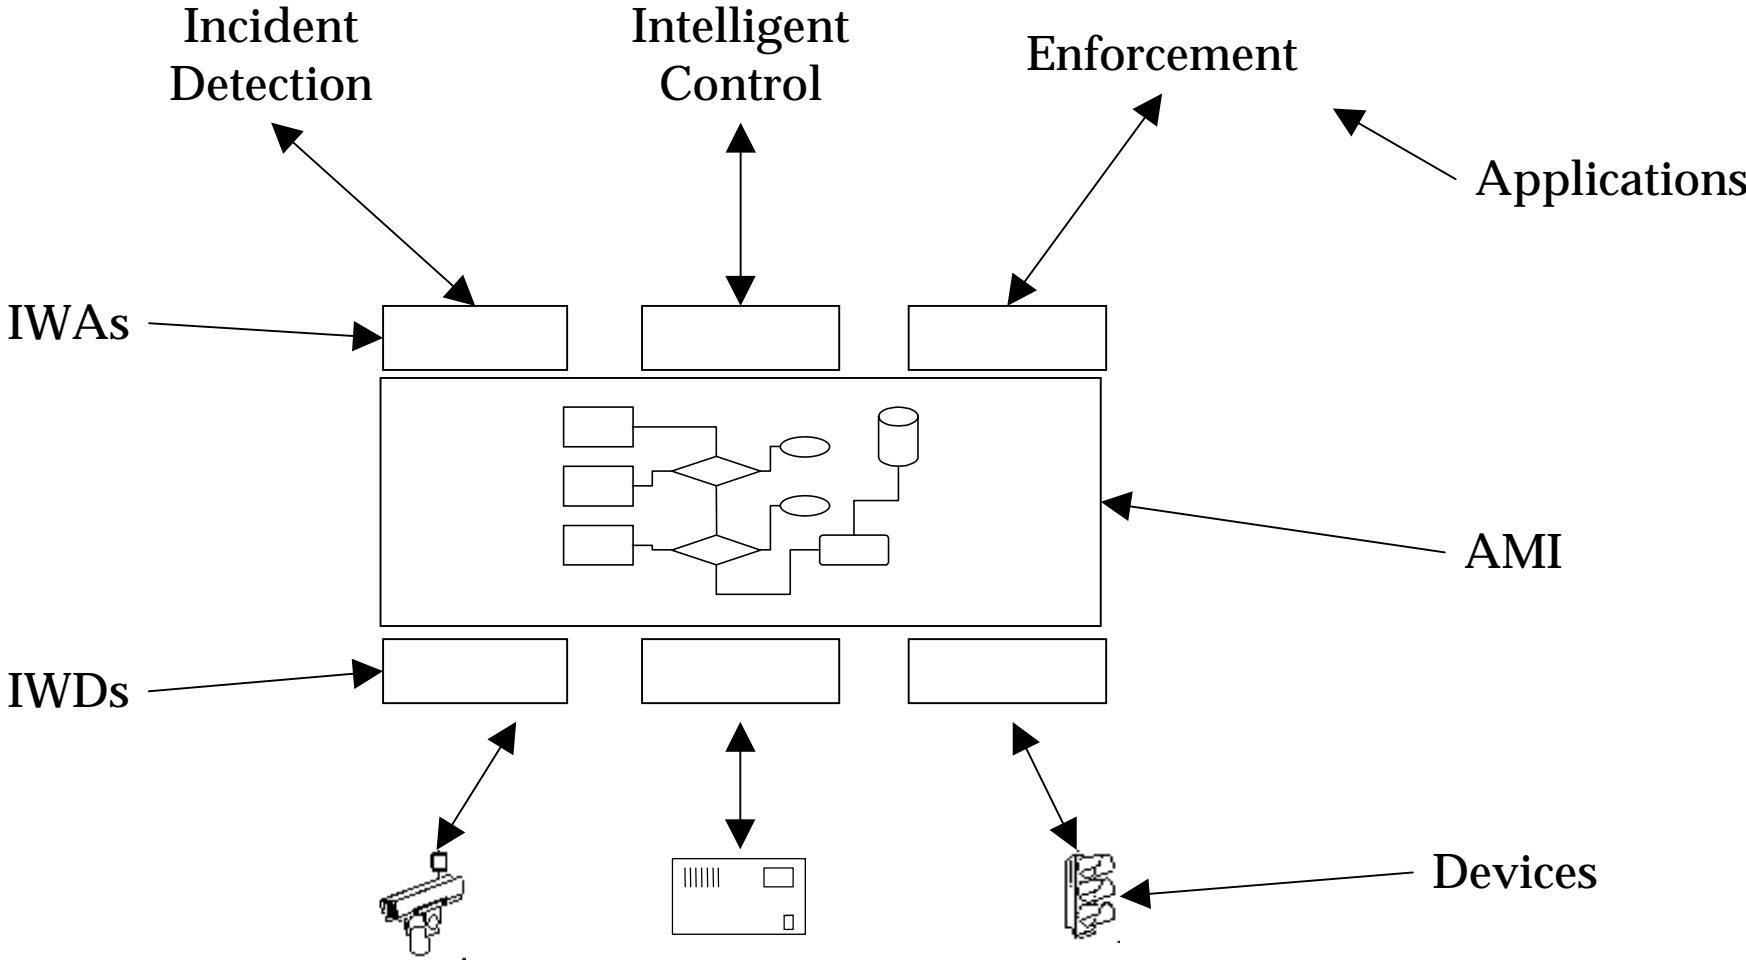 Incident
Detection
Intelligent
Control
Enforcement
Applications
IWAs
AMI
IWDs
Devices